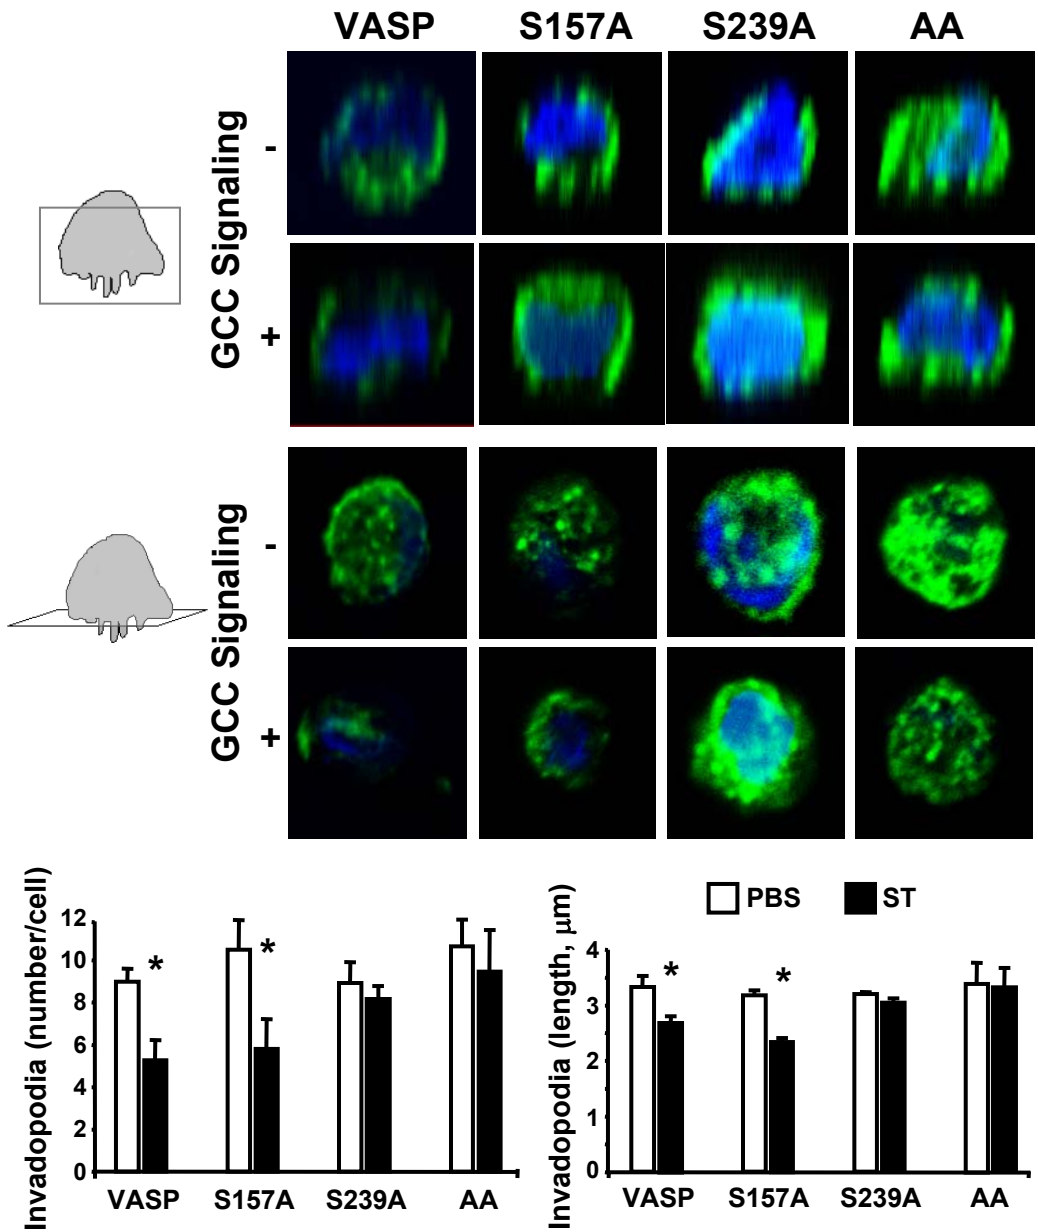 VASP S157A S239A AA
GCC Signaling
-
+
GCC Signaling
-
+
Invadopodia (number/cell)
12
10
8
6
4
2
0
* *
VASP S157A S239A AA
PBS ST
Invadopodia (length, μm)
4
3
2
1
0
* *
VASP S157A S239A AA